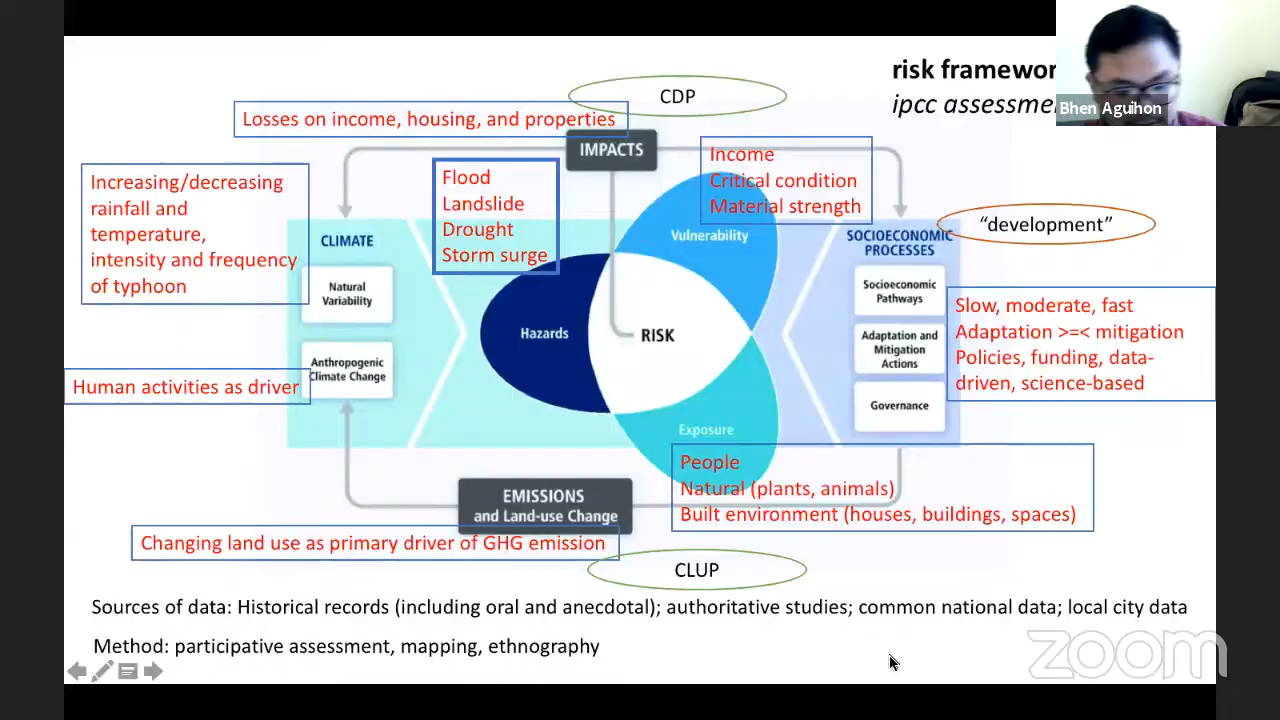 risk framewor
ipcc assessme
Bhen Aguihon
CDP
Losses on income, housing, and properties
IMPACTS
Increasing/decreasing
rainfall and
temperature,
intensity and frequency
of typhoon
Flood
Landslide
Drought
Storm surge
Income
Critical condition
Material strength
Vulnerability
"development"
CLIMATE
Natural
Variability
Anthropogenic
Climate Change
Human activities as driver
Hazards
RISK
SOCIOECONOMIC
PROCESSES
Socioeconomic
Pathways
Adaptation and
Mitigation
Actions
Governance
Slow, moderate, fast
Adaptation >=< mitigation
Policies, funding, data-
driven, science-based
Exposure
People
Natural (plants, animals)
Built environment (houses, buildings, spaces)
EMISSIONS
and Land-use Change
Changing land use as primary driver of GHG emission
CLUP
Sources of data: Historical records (including oral and anecdotal); authoritative studies; common national data; local city data
Method: participative assessment, mapping, ethnography
zoom